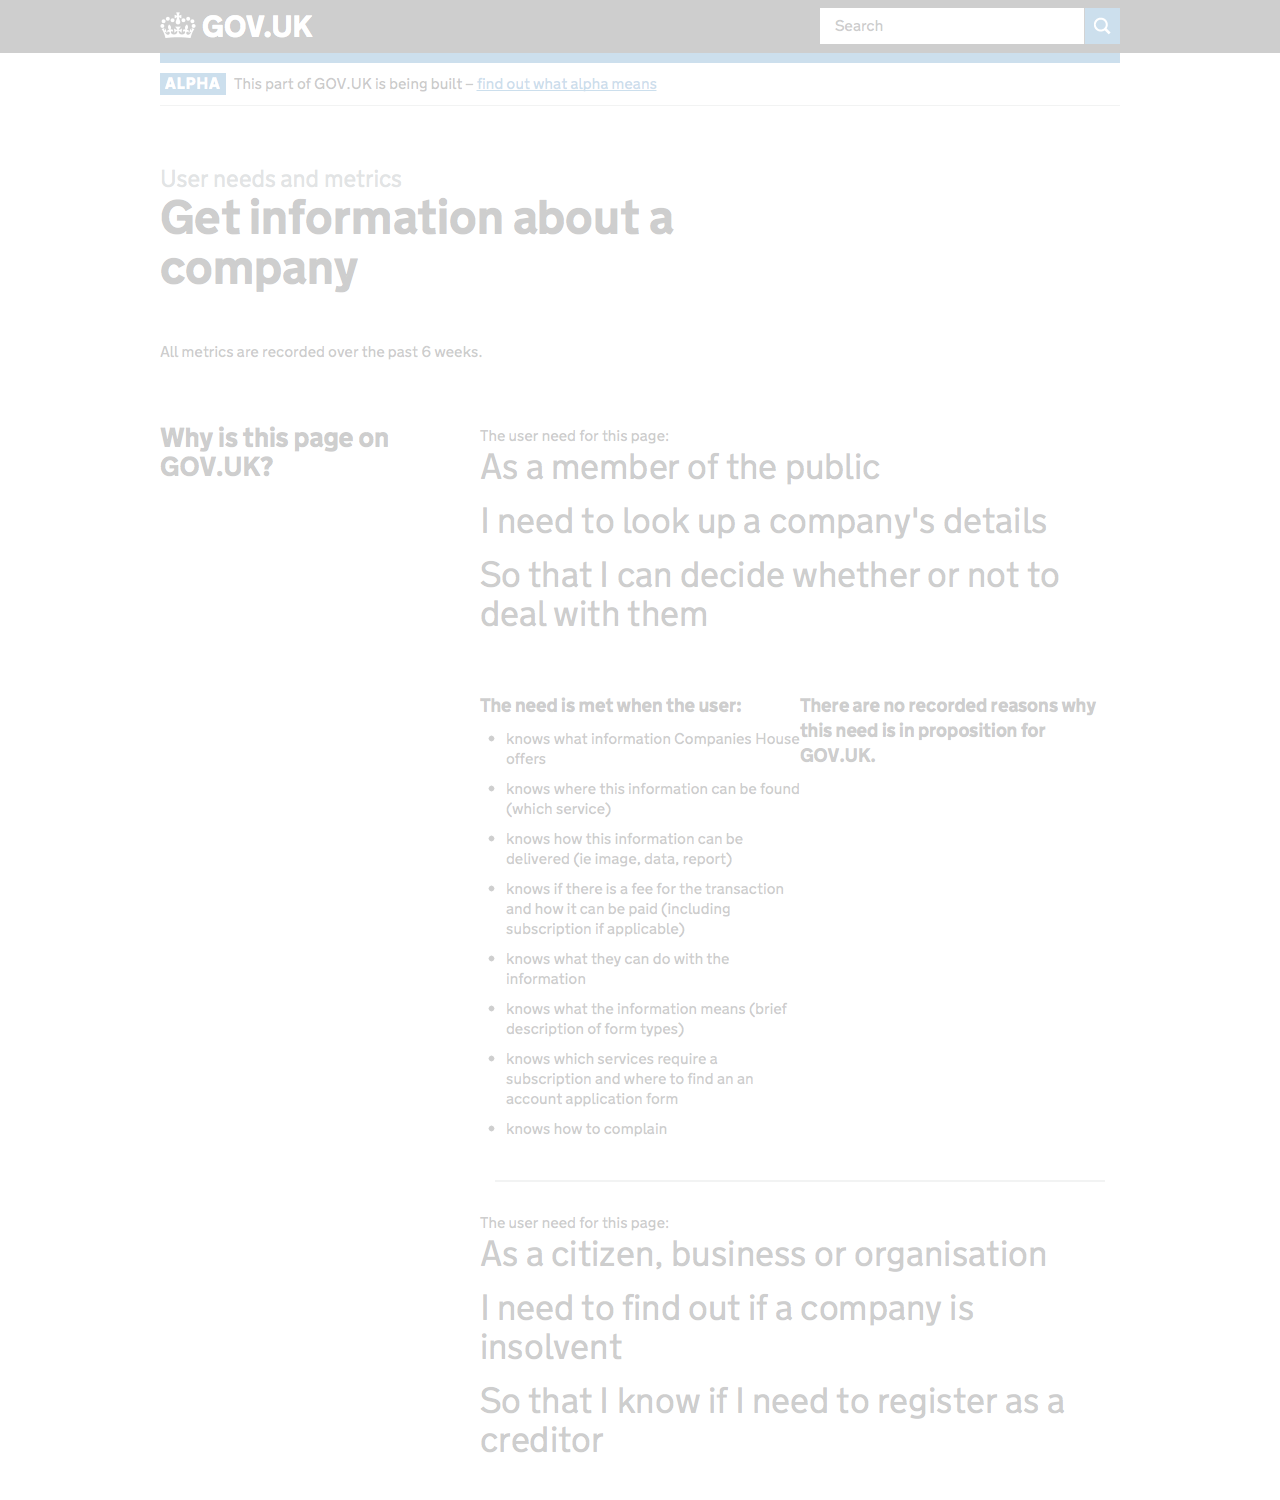 GOV.UK
Search
ALPHA This part of GOV.UK is being built – find out what alpha means
User needs and metrics
Get information about a
company
All metrics are recorded over the past 6 weeks.
Why is this page on
GOV.UK?
The user need for this page:
As a member of the public
I need to look up a company's details
So that I can decide whether or not to
deal with them
The need is met when the user:
• knows what information Companies House
offers
• knows where this information can be found
(which service)
• knows how this information can be
delivered (ie image, data, report)
• knows if there is a fee for the transaction
and how it can be paid (including
subscription if applicable)
• knows what they can do with the
information
• knows what the information means (brief
description of form types)
• knows which services require a
subscription and where to find an an
account application form
• knows how to complain
There are no recorded reasons why
this need is in proposition for
GOV.UK.
The user need for this page:
As a citizen, business or organisation
I need to find out if a company is
insolvent
So that I know if I need to register as a
creditor